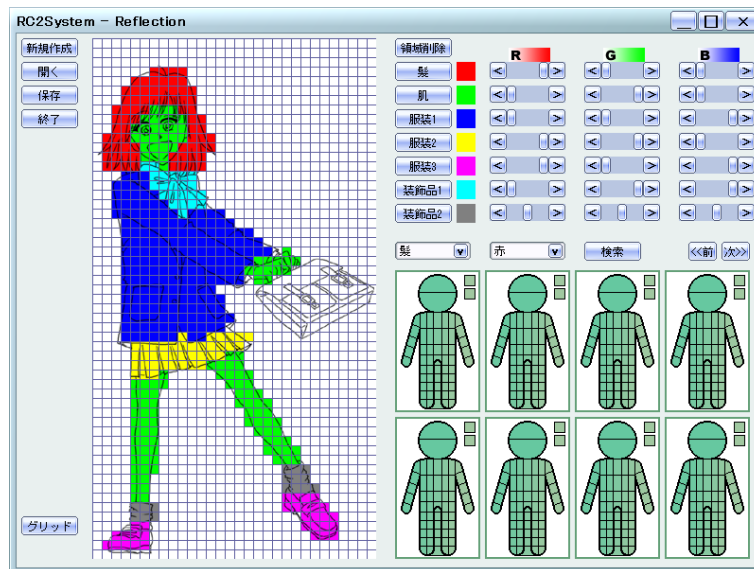 RC2System - Reflection
新規作成
開く
保存
終了
グリッド
領域削除
R G B
髪
肌
服装1
服装2
服装3
装飾品1
装飾品2
髪 赤 検索 <<前 次>>